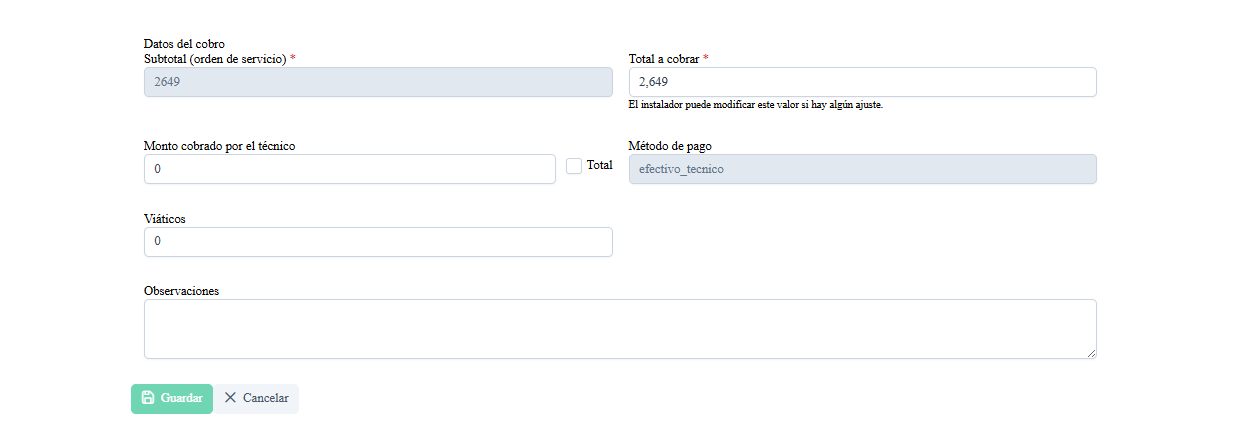 Datos del cobro
Subtotal (orden de servicio) *
Total a cobrar *
2649
2,649
El instalador puede modificar este valor si hay algún ajuste.
Monto cobrado por el técnico
Método de pago
0
Total
efectivo_tecnico
Viáticos
0
Observaciones
Guardar
Cancelar